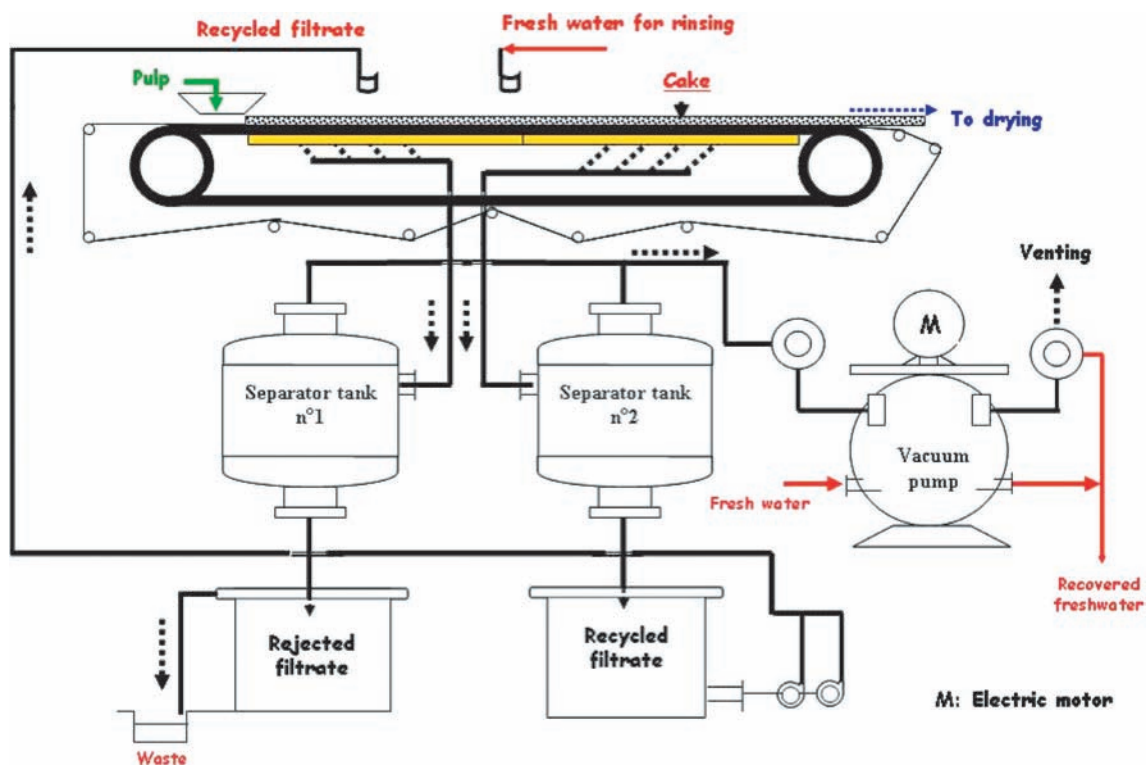 Recycled filtrate
Fresh water for rinsing
Pulp
Cake
To drying
Venting
M
Separator tank
n°1
Separator tank
n°2
Vacuum
pump
Fresh water
Recovered
freshwater
Rejected
filtrate
Recycled
filtrate
M: Electric motor
Waste